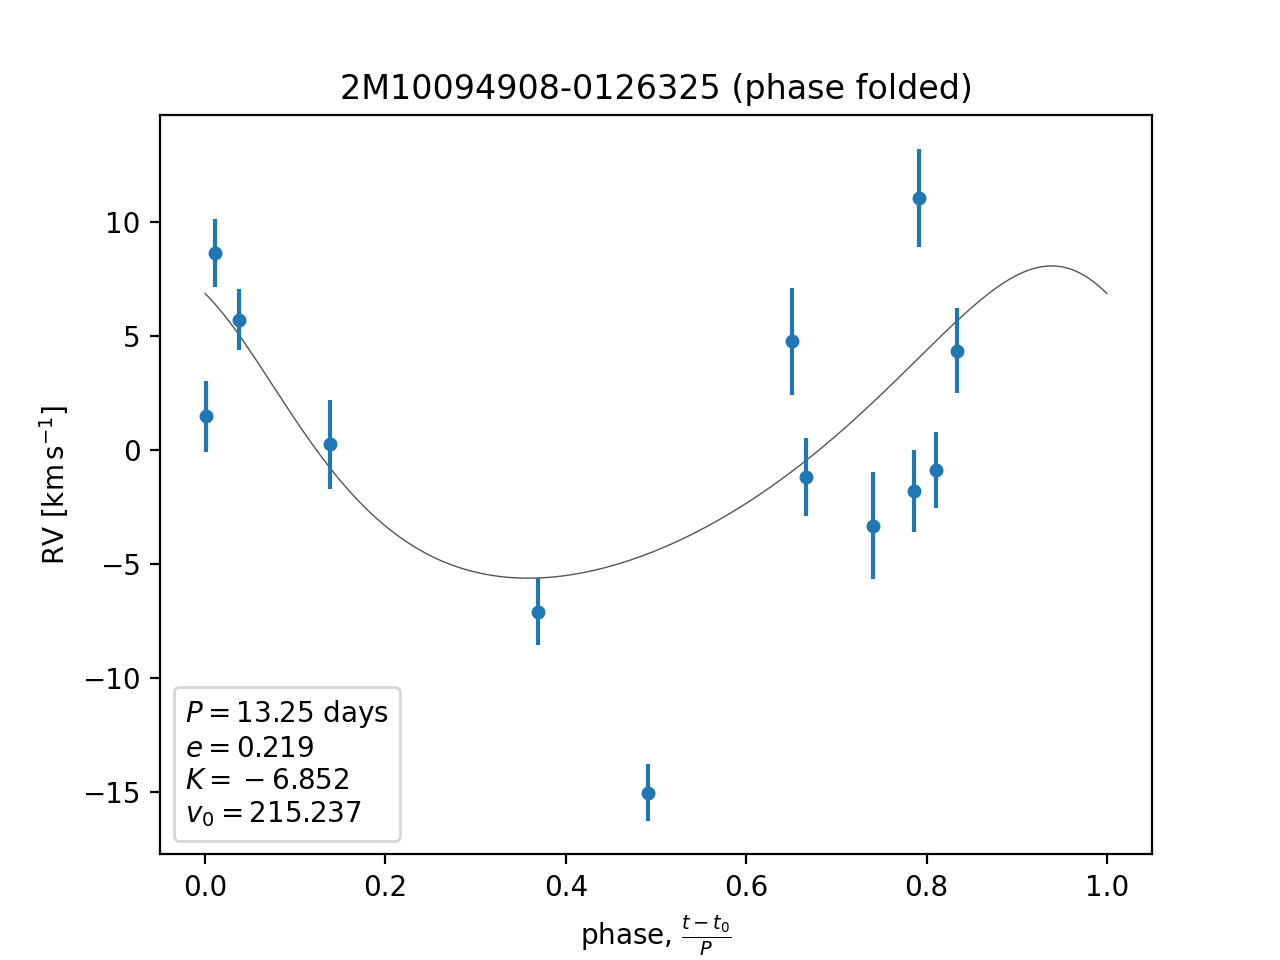 2M10094908-0126325 (phase folded)
RV [km s⁻¹]
10
5
0
−5
−10
−15
P = 13.25 days
e = 0.219
K = −6.852
v₀ = 215.237
0.0 0.2 0.4 0.6 0.8 1.0
phase, (t − t₀)/P